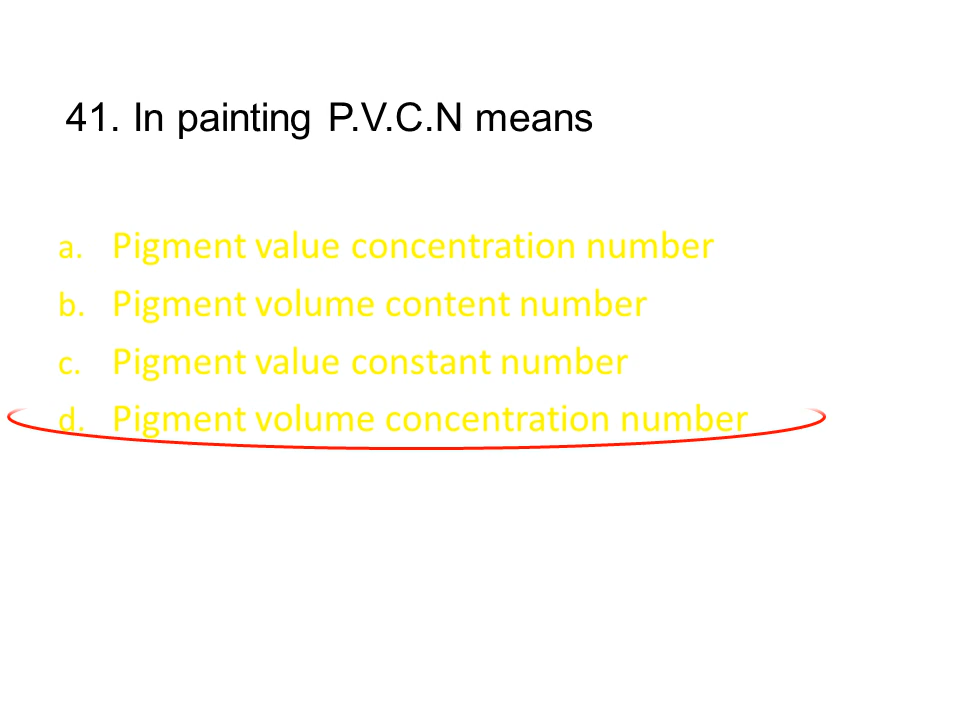 41. In painting P.V.C.N means
a. Pigment value concentration number
b. Pigment volume content number
c. Pigment value constant number
d. Pigment volume concentration number